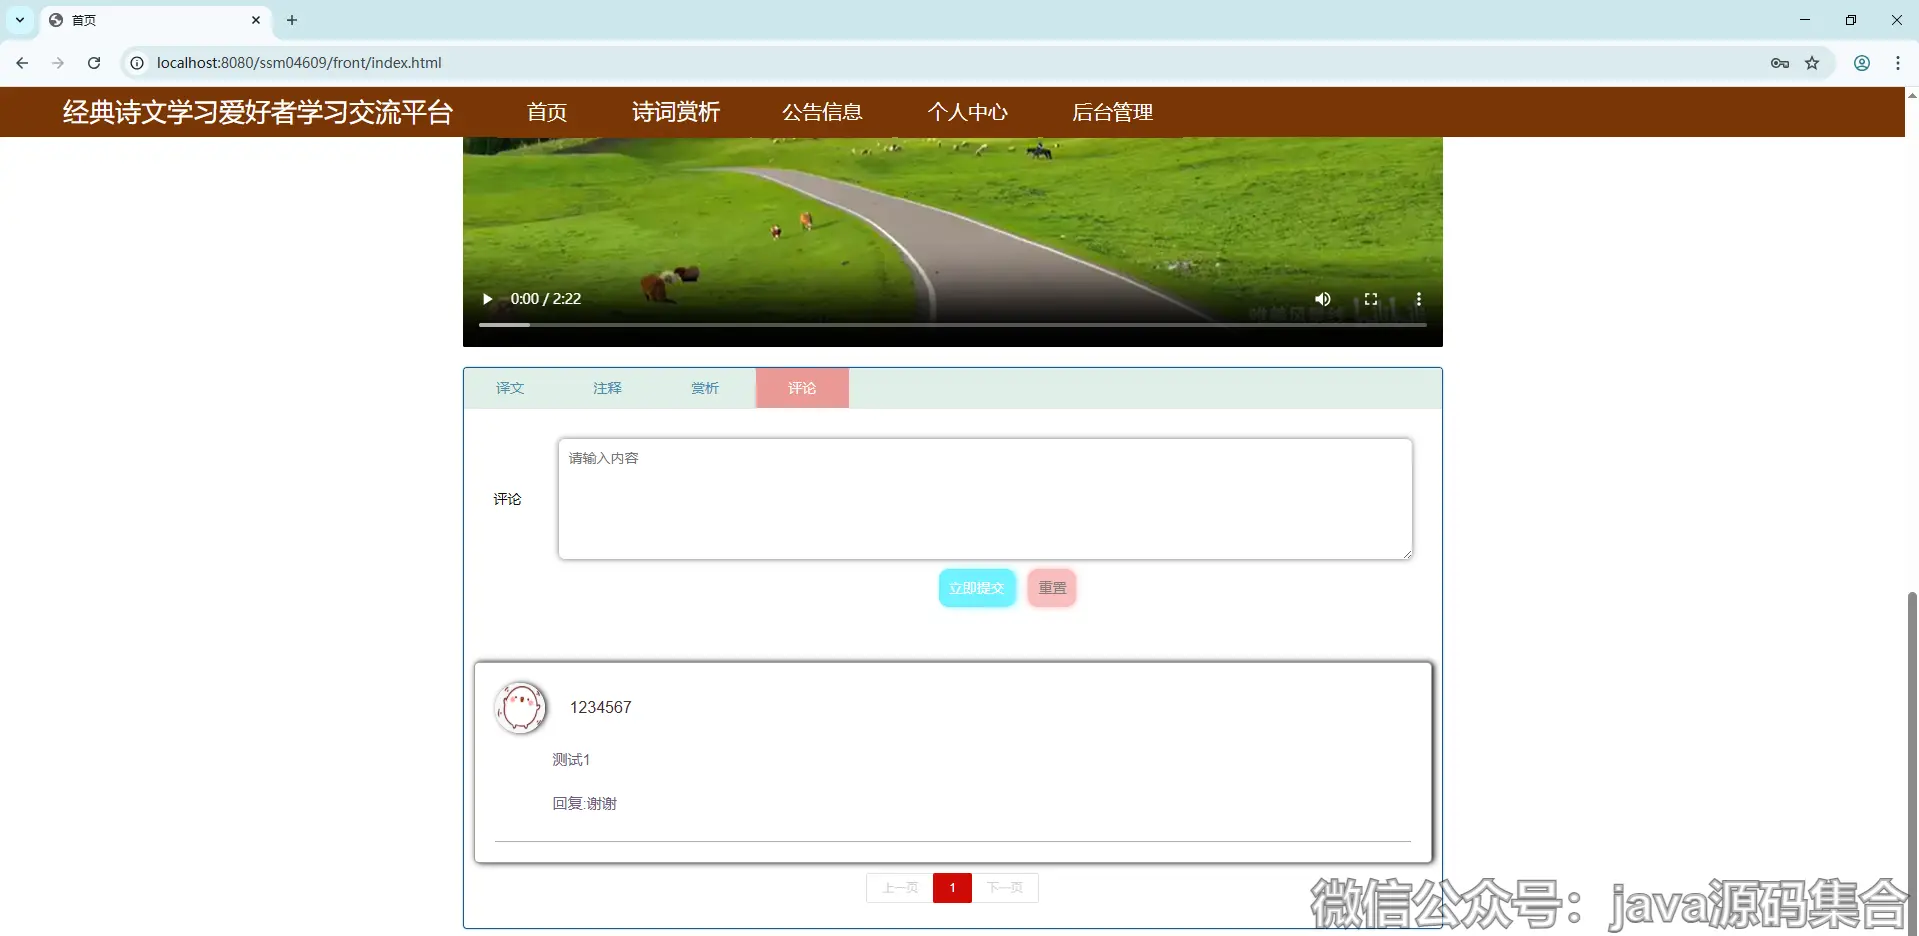 首页
localhost:8080/ssm04609/front/index.html
经典诗文学习爱好者学习交流平台 首页 诗词赏析 公告信息 个人中心 后台管理
0:00 / 2:22
译文 注释 赏析 评论
请输入内容
评论
立即提交 重置
1234567
测试1
回复:谢谢
上一页 1 下一页
微信公众号：java源码集合